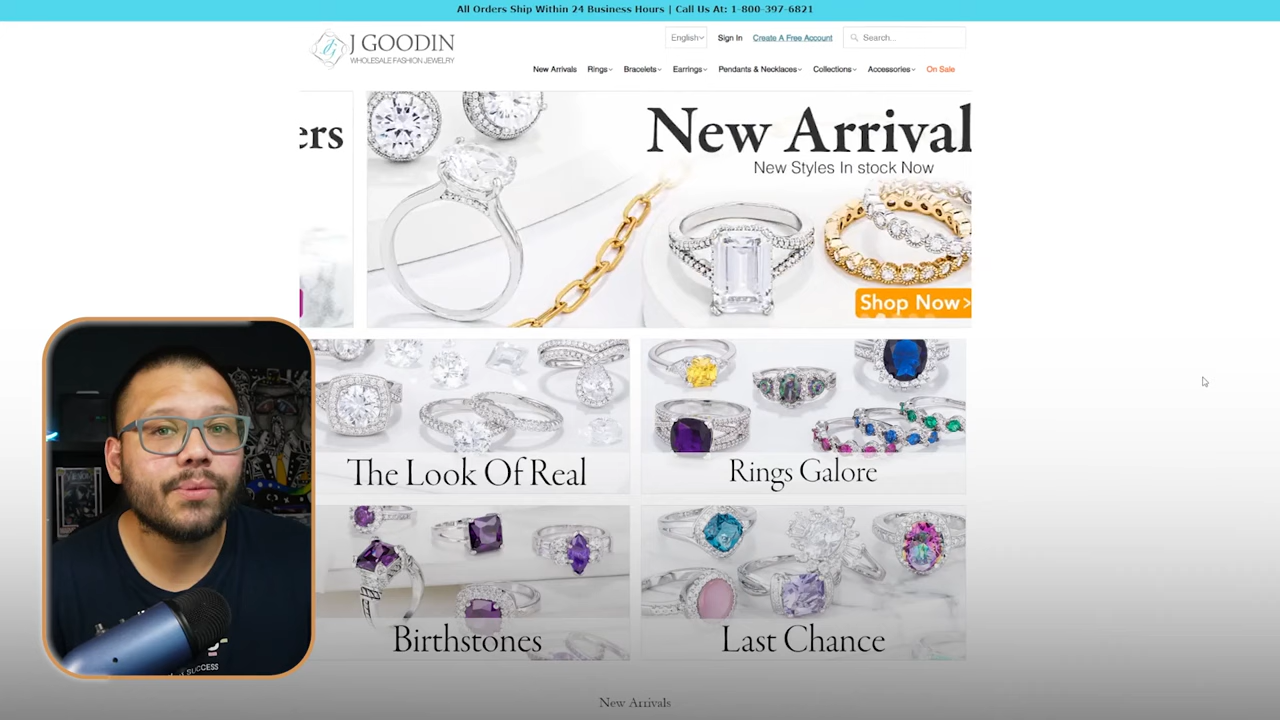 All Orders Ship Within 24 Business Hours | Call Us At: 1-800-397-6821
J GOODIN
WHOLESALE FASHION JEWELRY
English
Sign In
Create A Free Account
Search...
New Arrivals
Rings
Bracelets
Earrings
Pendants & Necklaces
Collections
Accessories
On Sale
ers
New Arrival
New Styles In stock Now
Shop Now>
The Look Of Real
Rings Galore
Birthstones
Last Chance
SUCCESS
New Arrivals